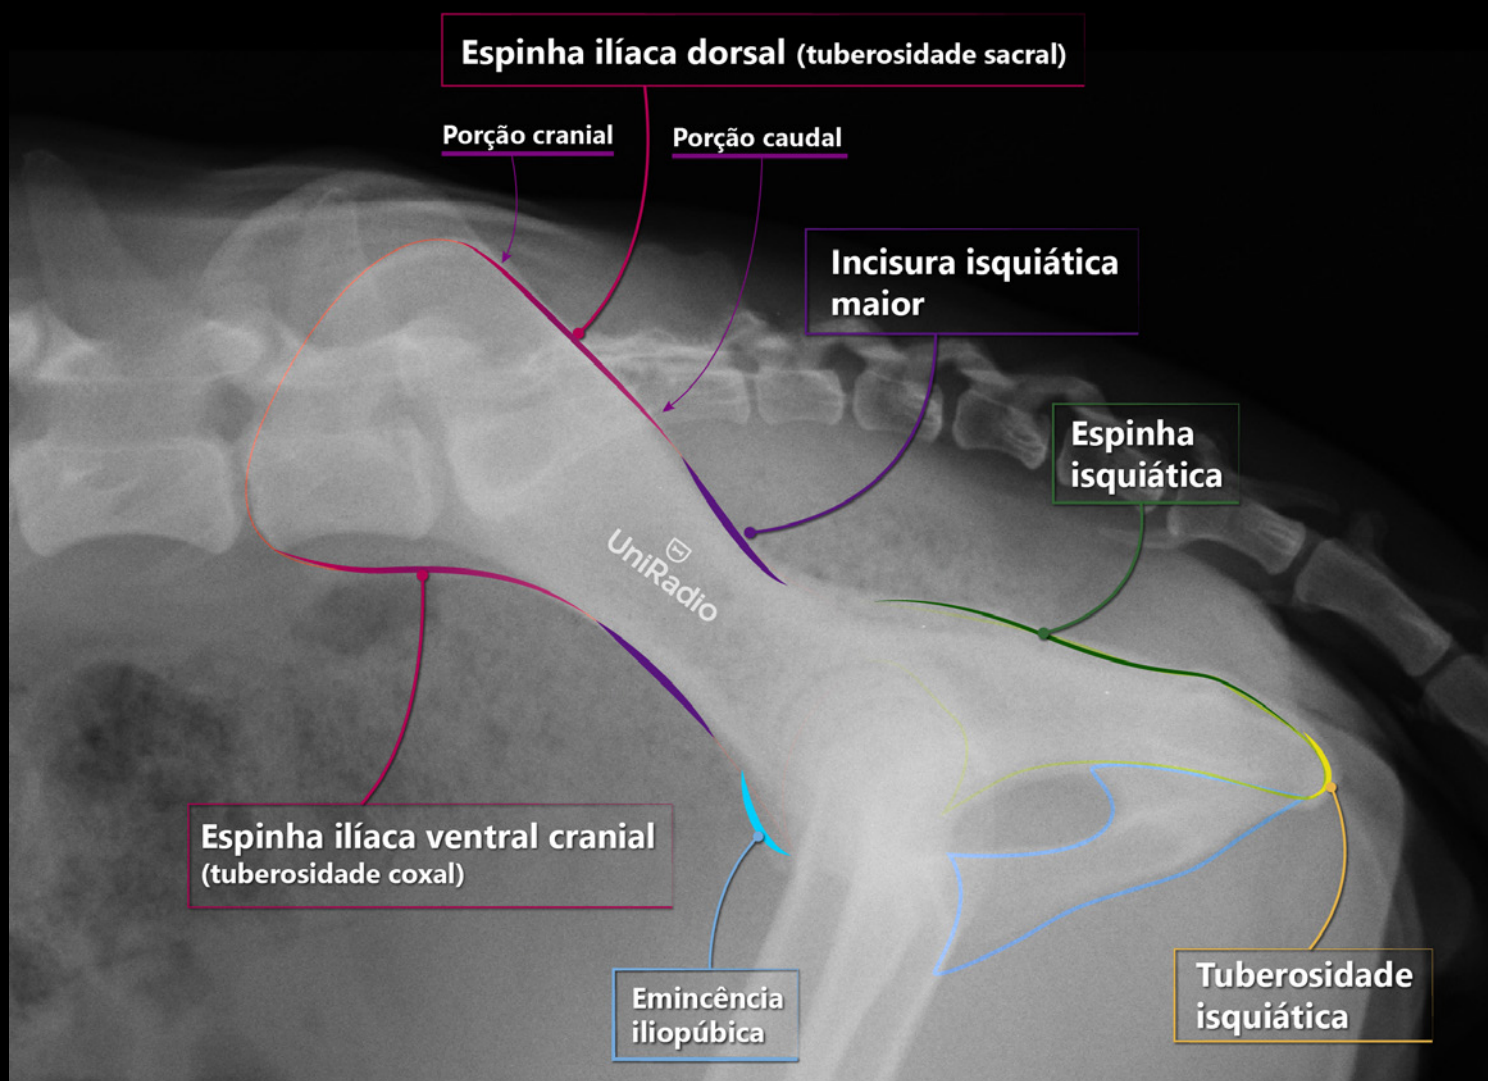 Espinha ilíaca dorsal (tuberosidade sacral)
Porção cranial
Porção caudal
Incisura isquiática
maior
Espinha
isquiática
UniRadio
Espinha ilíaca ventral cranial
(tuberosidade coxal)
Emincência
iliopúbica
Tuberosidade
isquiática